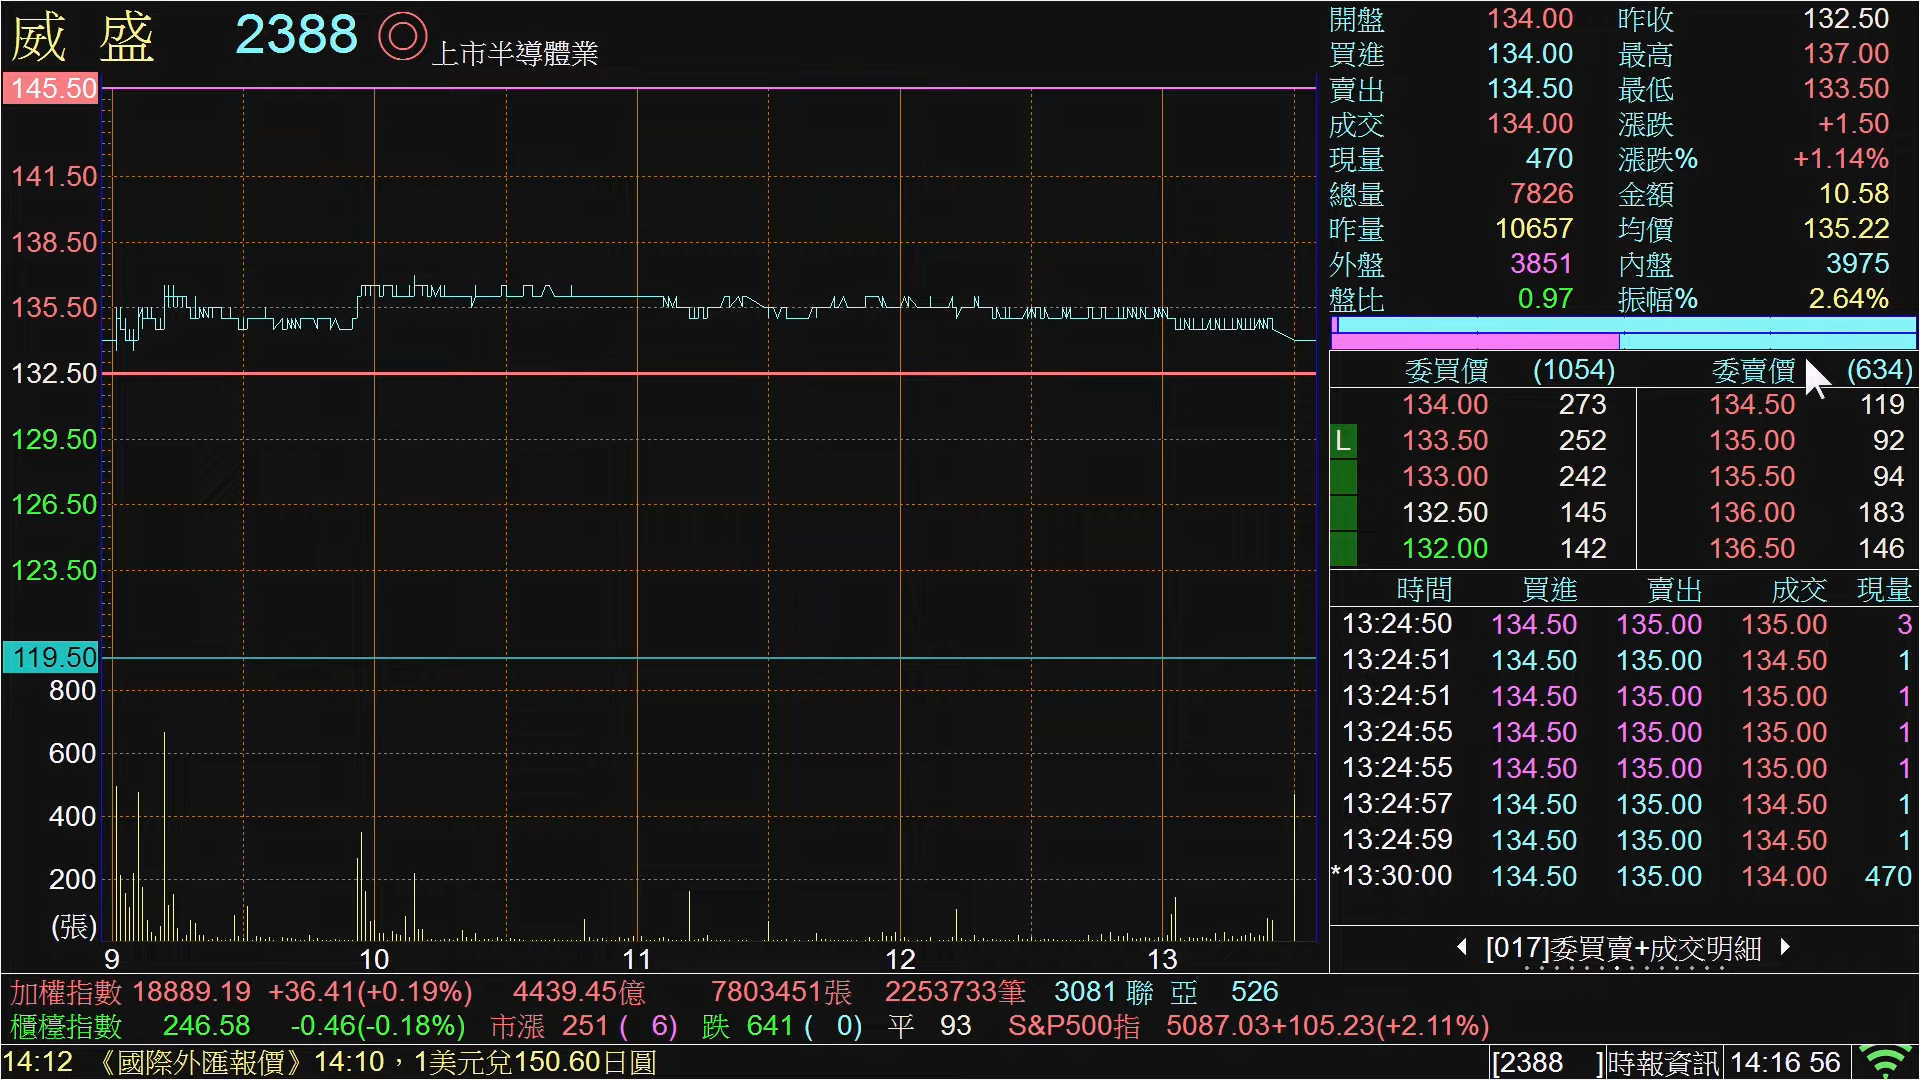 威 盛 2388 ◎ 上市半導體業
145.50
141.50
138.50
135.50
132.50
129.50
126.50
123.50
119.50
800
600
400
200
(張)
9 10 11 12 13
開盤 134.00 昨收 132.50
買進 134.00 最高 137.00
賣出 134.50 最低 133.50
成交 134.00 漲跌 +1.50
現量 470 漲跌% +1.14%
總量 7826 金額 10.58
昨量 10657 均價 135.22
外盤 3851 內盤 3975
盤比 0.97 振幅% 2.64%
委買價 (1054) 委賣價 (634)
134.00 273 134.50 119
L 133.50 252 135.00 92
133.00 242 135.50 94
132.50 145 136.00 183
132.00 142 136.50 146
時間 買進 賣出 成交 現量
13:24:50 134.50 135.00 135.00 3
13:24:51 134.50 135.00 134.50 1
13:24:51 134.50 135.00 135.00 1
13:24:55 134.50 135.00 135.00 1
13:24:55 134.50 135.00 135.00 1
13:24:57 134.50 135.00 134.50 1
13:24:59 134.50 135.00 134.50 1
*13:30:00 134.50 135.00 134.00 470
[017]委買賣+成交明細
加權指數 18889.19 +36.41(+0.19%) 4439.45億 7803451張 2253733筆 3081 聯 亞 526
櫃檯指數 246.58 -0.46(-0.18%) 市漲 251 ( 6) 跌 641 ( 0) 平 93 S&P500指 5087.03+105.23(+2.11%)
14:12 《國際外匯報價》14:10，1美元兌150.60日圓 [2388 ]時報資訊 14:16 56